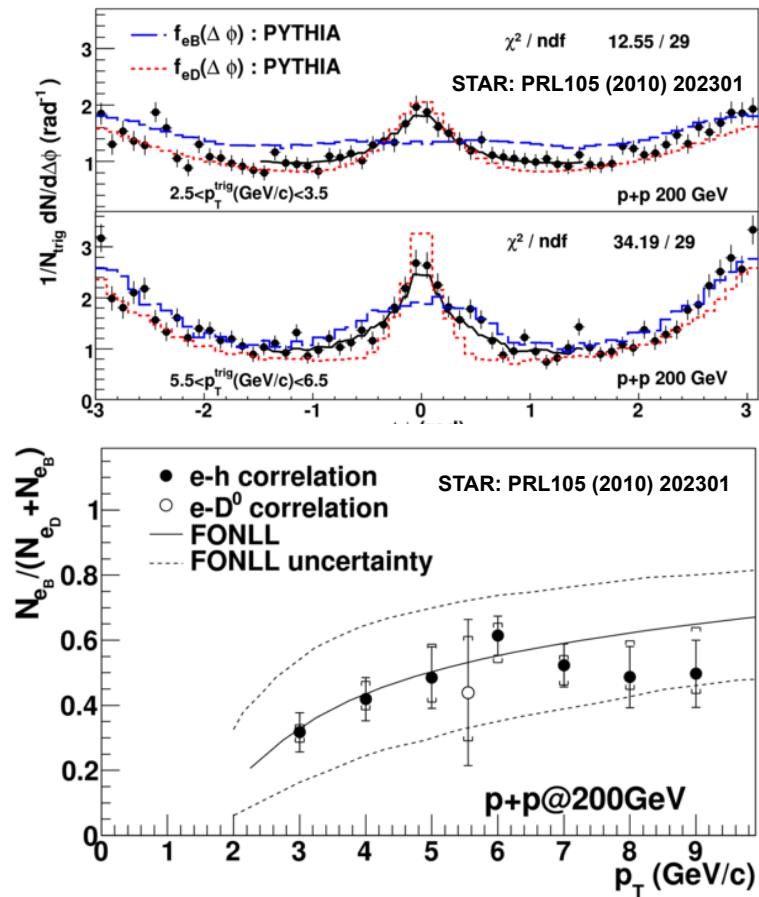 f_eB(Δ φ) : PYTHIA
f_eD(Δ φ) : PYTHIA
χ² / ndf 12.55 / 29
STAR: PRL105 (2010) 202301
3
2
1
2.5<p_T^trig(GeV/c)<3.5
p+p 200 GeV
1/N_trig dN/dΔφ (rad⁻¹)
χ² / ndf 34.19 / 29
3
2
1
0
5.5<p_T^trig(GeV/c)<6.5
p+p 200 GeV
-3 -2 -1 0 1 2 3
e-h correlation
e-D⁰ correlation
FONLL
FONLL uncertainty
STAR: PRL105 (2010) 202301
N_eB/(N_eD+N_eB)
1
0.8
0.6
0.4
0.2
0
p+p@200GeV
0 1 2 3 4 5 6 7 8 9
p_T (GeV/c)